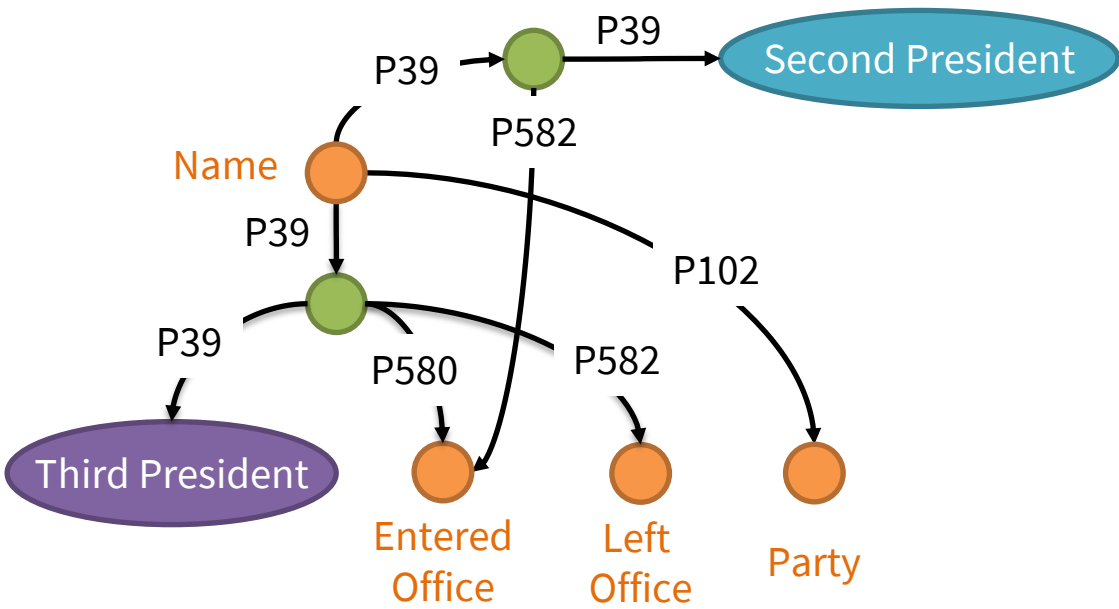 P39
Second President
P39
P582
Name
P39
P102
P39
P580
P582
Third President
Entered
Office
Left
Office
Party